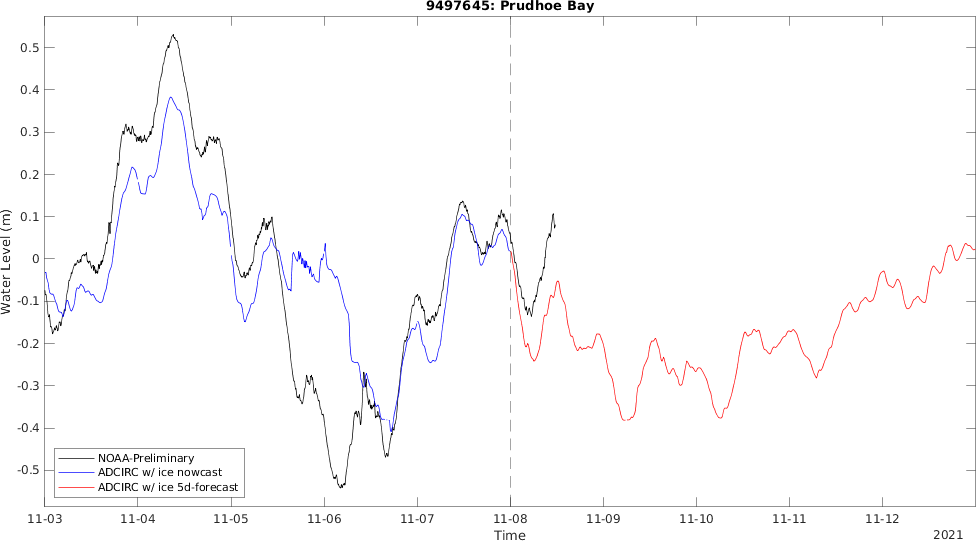 9497645: Prudhoe Bay
0.5
0.4
0.3
0.2
0.1
0
-0.1
-0.2
-0.3
-0.4
-0.5
Water Level (m)
NOAA-Preliminary
ADCIRC w/ ice nowcast
ADCIRC w/ ice 5d-forecast
11-03 11-04 11-05 11-06 11-07 11-08 11-09 11-10 11-11 11-12
Time
2021